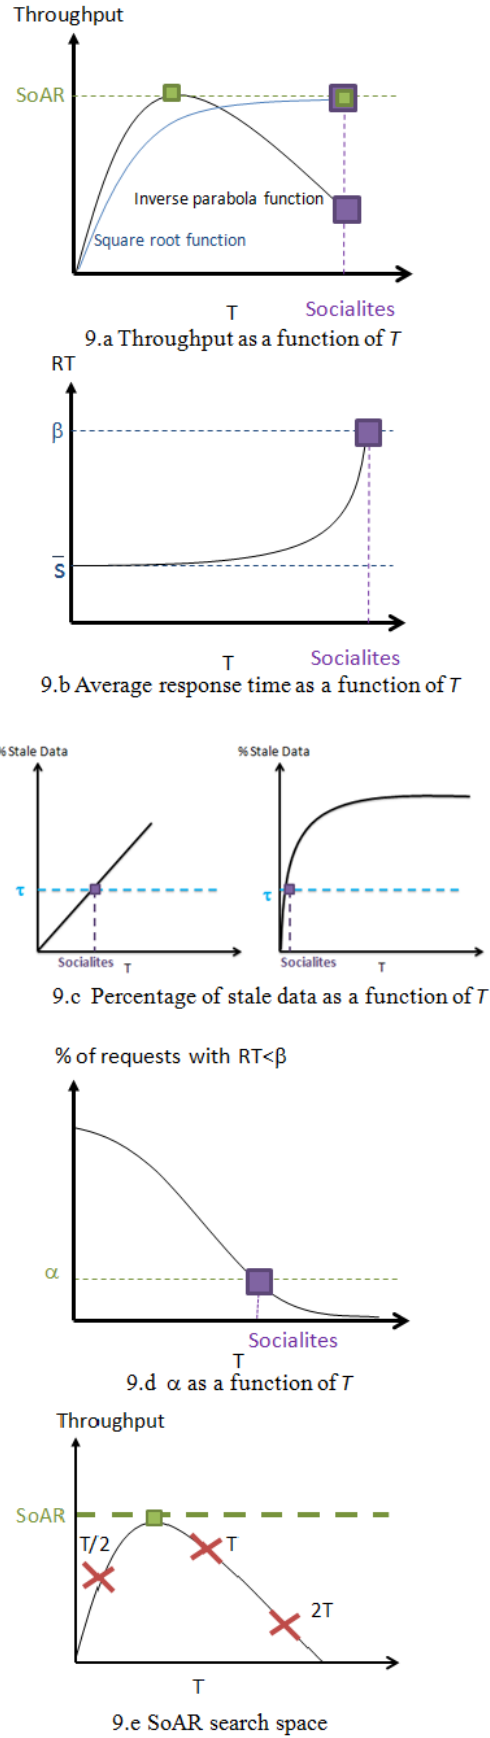 Throughput
SoAR
Inverse parabola function
Square root function
T
Socialites
9.a Throughput as a function of T
RT
β
s̅
Socialites
T
9.b Average response time as a function of T
% Stale Data
% Stale Data
τ
τ
Socialites T
Socialites T
9.c Percentage of stale data as a function of T
% of requests with RT<β
α
Socialites
T
9.d α as a function of T
Throughput
SoAR
T/2
T
2T
T
9.e SoAR search space